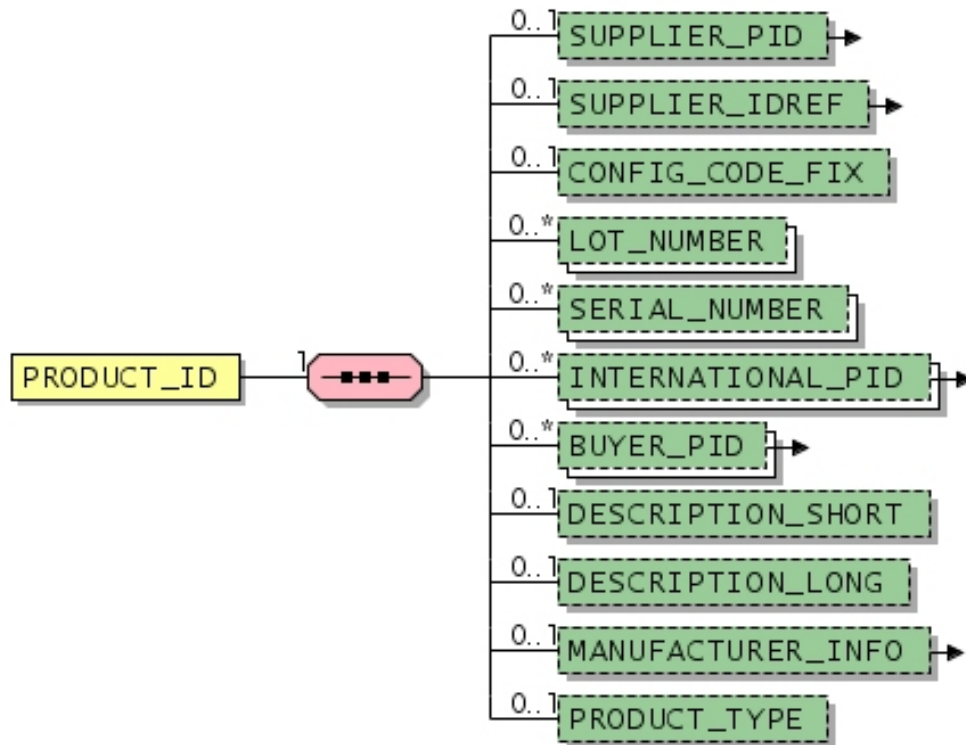 0..1 SUPPLIER_PID
0..1 SUPPLIER_IDREF
0..1 CONFIG_CODE_FIX
0..* LOT_NUMBER
0..* SERIAL_NUMBER
PRODUCT_ID 1 0..* INTERNATIONAL_PID
0..* BUYER_PID
0..1 DESCRIPTION_SHORT
0..1 DESCRIPTION_LONG
0..1 MANUFACTURER_INFO
0..1 PRODUCT_TYPE